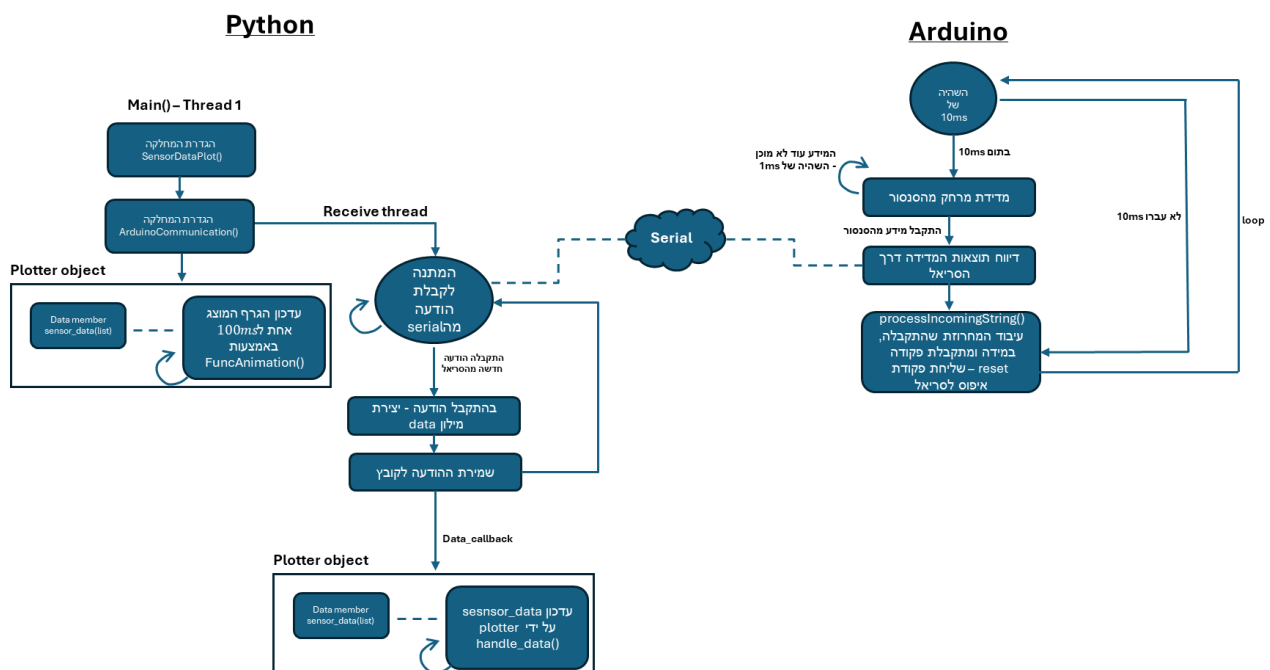 Python
Arduino
Main() – Thread 1
הגדרת המחלקה
SensorDataPlot()
הגדרת המחלקה
ArduinoCommunication()
Receive thread
Plotter object
Data member
sensor_data(list)
עדכון הגרף המוצג
אחת ל100ms
באמצעות
FuncAnimation()
המתנה
לקבלת
הודעה
מהserial
התקבלה הודעה
חדשה מהסריאל
בהתקבל הודעה - יצירת
מילון data
שמירת ההודעה לקובץ
Data_callback
Plotter object
Data member
sensor_data(list)
עדכון sesnsor_data
על ידי plotter
handle_data()
Serial
השהיה
של
10ms
בתום 10ms
המידע עוד לא מוכן
- השהיה של 1ms
מדידת מרחק מהסנסור
התקבל מידע מהסנסור
דיווח תוצאות המדידה דרך
הסריאל
processIncomingString()
עיבוד המחרוזת שהתקבלה,
במידה ומתקבלת פקודה
reset – שליחת פקודת
איפוס לסריאל
לא עברו 10ms
loop